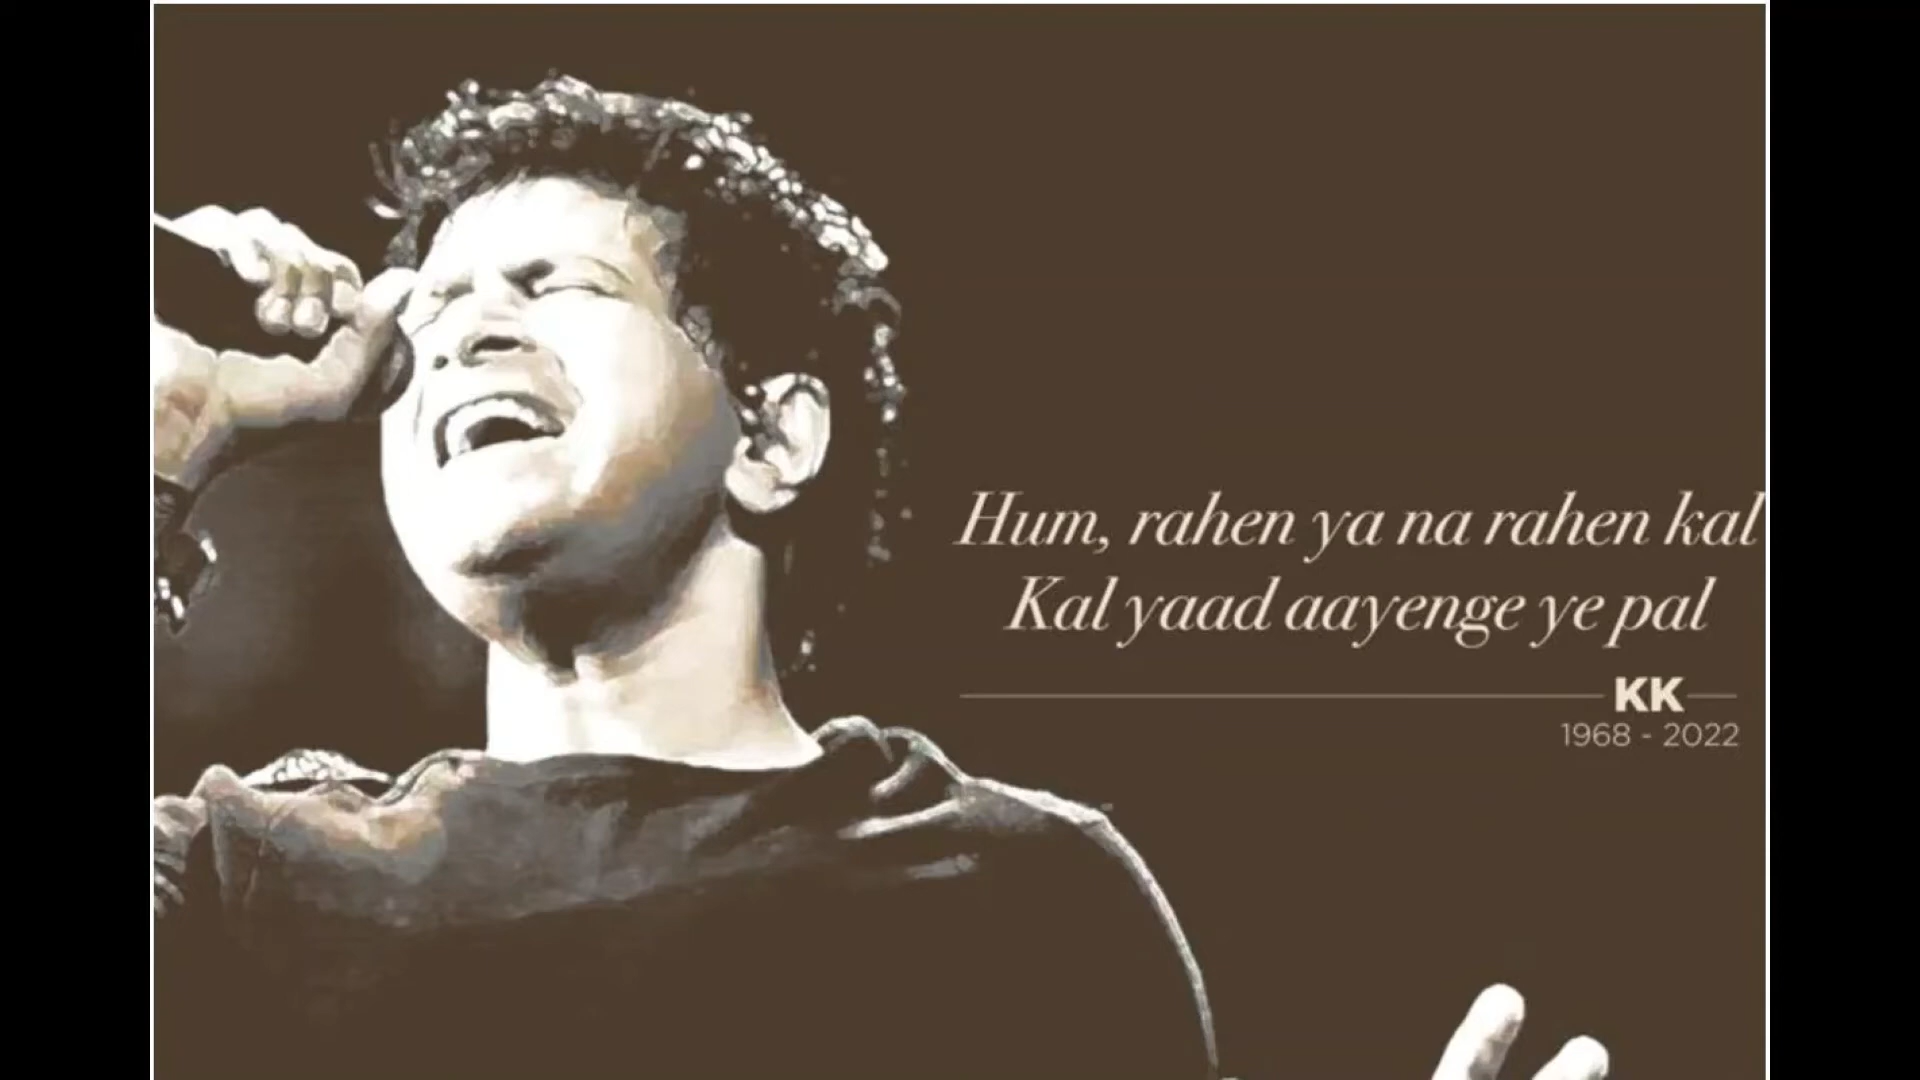 Hum, rahen ya na rahen kal
Kal yaad aayenge ye pal
KK
1968 - 2022